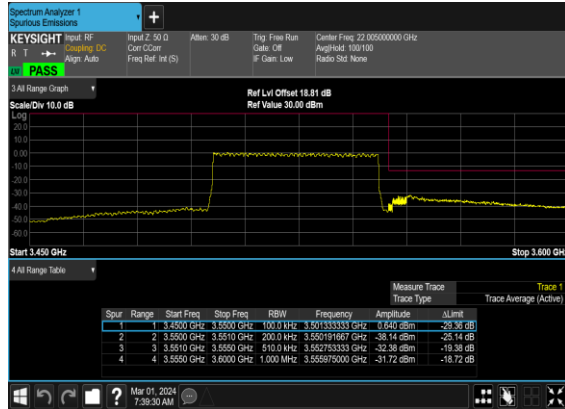 Spectrum Analyzer 1
Spurious Emissions
+
KEYSIGHT Input: RF Input Z: 50 Ω Atten: 30 dB Trig: Free Run Center Freq: 22.005000000 GHz
R T Coupling: DC Corr CCorr Gate: Off Avg|Hold: 100/100
Align: Auto Freq Ref: Int (S) IF Gain: Low Radio Std: None
PASS
3 All Range Graph
Ref Lvl Offset 18.81 dB
Scale/Div 10.0 dB Ref Value 30.00 dBm
Log
20.0
10.0
0.00
-10.0
-20.0
-30.0
-40.0
-50.0
-60.0
Start 3.450 GHz Stop 3.600 GHz
4 All Range Table
Measure Trace Trace 1
Trace Type Trace Average (Active)
Spur Range Start Freq Stop Freq RBW Frequency Amplitude ΔLimit
1 1 3.4500 GHz 3.5500 GHz 100.0 kHz 3.501333333 GHz 0.640 dBm -29.36 dB
2 2 3.5500 GHz 3.5510 GHz 200.0 kHz 3.550191667 GHz -38.14 dBm -25.14 dB
3 3 3.5510 GHz 3.5550 GHz 510.0 kHz 3.552753333 GHz -32.38 dBm -19.38 dB
4 4 3.5550 GHz 3.6000 GHz 1.000 MHz 3.555975000 GHz -31.72 dBm -18.72 dB
? Mar 01, 2024
7:39:30 AM